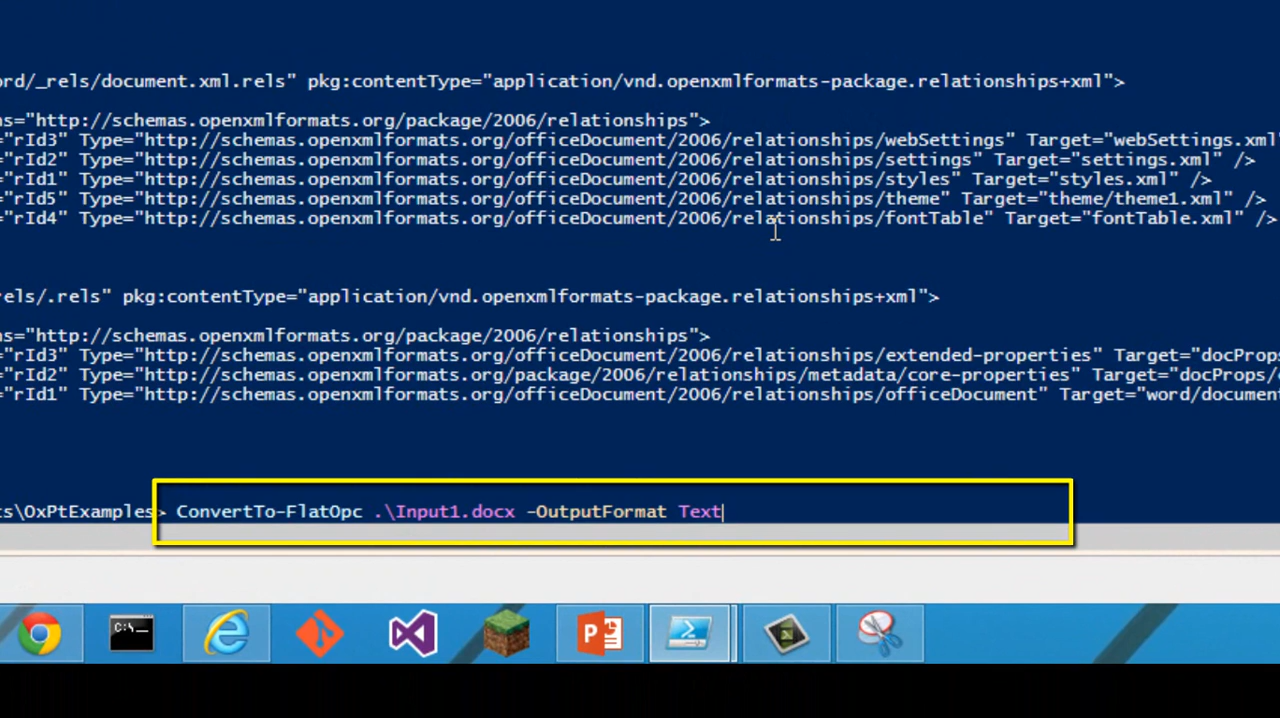 ord/_rels/document.xml.rels" pkg:contentType="application/vnd.openxmlformats-package.relationships+xml">
ns="http://schemas.openxmlformats.org/package/2006/relationships">
="rId3" Type="http://schemas.openxmlformats.org/officeDocument/2006/relationships/webSettings" Target="webSettings.xml"
="rId2" Type="http://schemas.openxmlformats.org/officeDocument/2006/relationships/settings" Target="settings.xml" />
="rId1" Type="http://schemas.openxmlformats.org/officeDocument/2006/relationships/styles" Target="styles.xml" />
="rId5" Type="http://schemas.openxmlformats.org/officeDocument/2006/relationships/theme" Target="theme/theme1.xml" />
="rId4" Type="http://schemas.openxmlformats.org/officeDocument/2006/relationships/fontTable" Target="fontTable.xml" />
rels/.rels" pkg:contentType="application/vnd.openxmlformats-package.relationships+xml">
ns="http://schemas.openxmlformats.org/package/2006/relationships">
="rId3" Type="http://schemas.openxmlformats.org/officeDocument/2006/relationships/extended-properties" Target="docProps
="rId2" Type="http://schemas.openxmlformats.org/package/2006/relationships/metadata/core-properties" Target="docProps/
="rId1" Type="http://schemas.openxmlformats.org/officeDocument/2006/relationships/officeDocument" Target="word/document
ts\OxPtExamples> ConvertTo-FlatOpc .\Input1.docx -OutputFormat Text